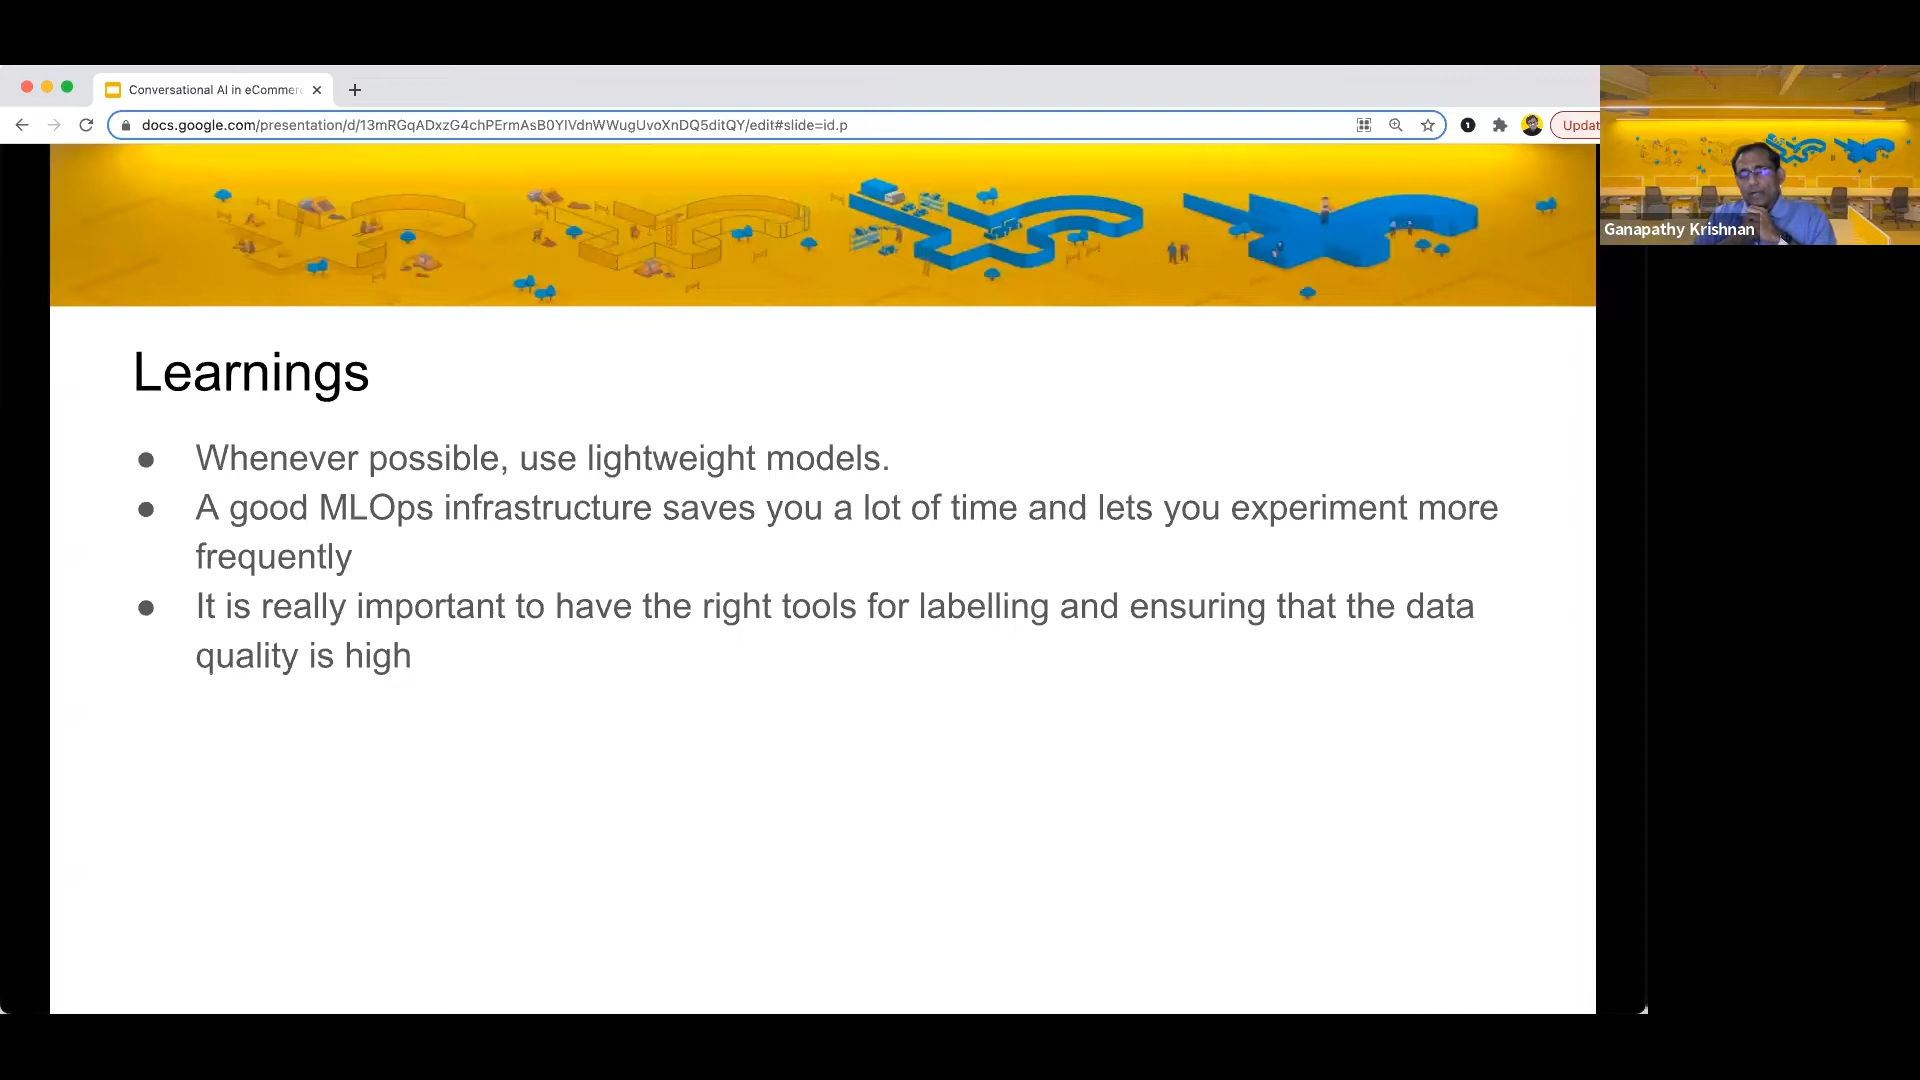 Conversational AI in eCommer
docs.google.com/presentation/d/13mRGqADxzG4chPErmAsB0YIVdnWWugUvoXnDQ5ditQY/edit#slide=id.p
Updat
Ganapathy Krishnan
Learnings
● Whenever possible, use lightweight models.
● A good MLOps infrastructure saves you a lot of time and lets you experiment more
frequently
● It is really important to have the right tools for labelling and ensuring that the data
quality is high